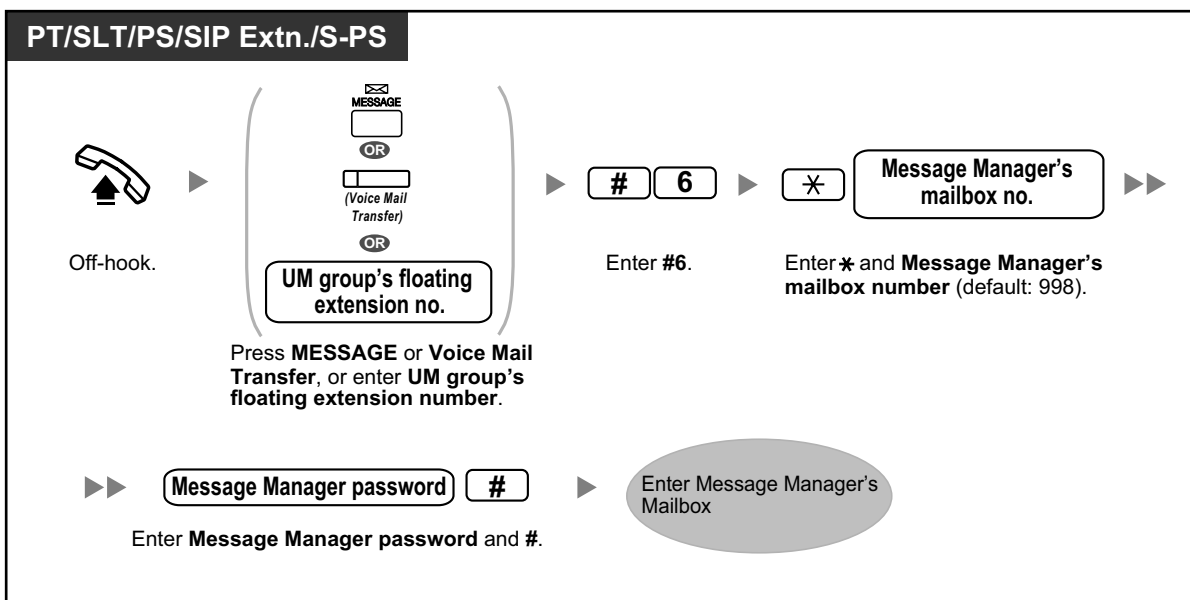 PT/SLT/PS/SIP Extn./S-PS
MESSAGE
OR
(Voice Mail
Transfer)
OR
UM group's floating
extension no.
# 6
* Message Manager's
mailbox no.
Off-hook.
Press MESSAGE or Voice Mail
Transfer, or enter UM group's
floating extension number.
Enter #6.
Enter * and Message Manager's
mailbox number (default: 998).
Message Manager password #
Enter Message Manager password and #.
Enter Message Manager's
Mailbox